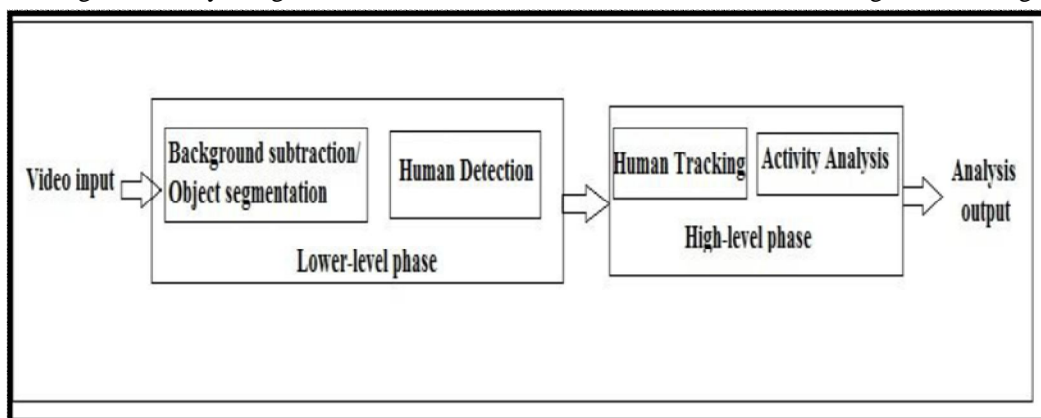 Video input
Background subtraction/
Object segmentation
Human Detection
Lower-level phase
Human Tracking
Activity Analysis
High-level phase
Analysis
output